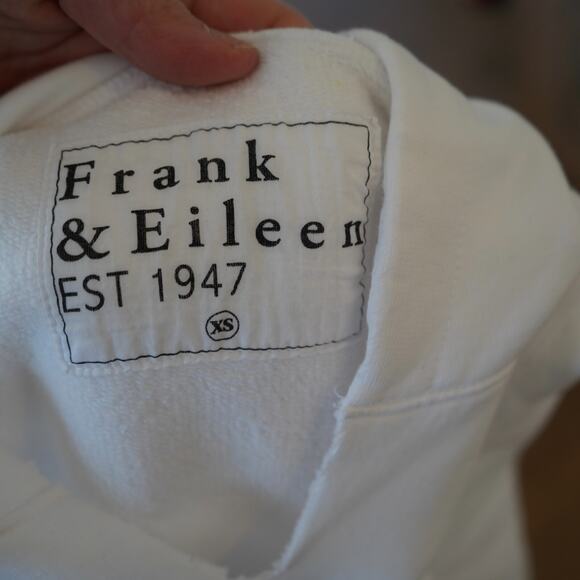 Frank
& Eileen
EST 1947
XS